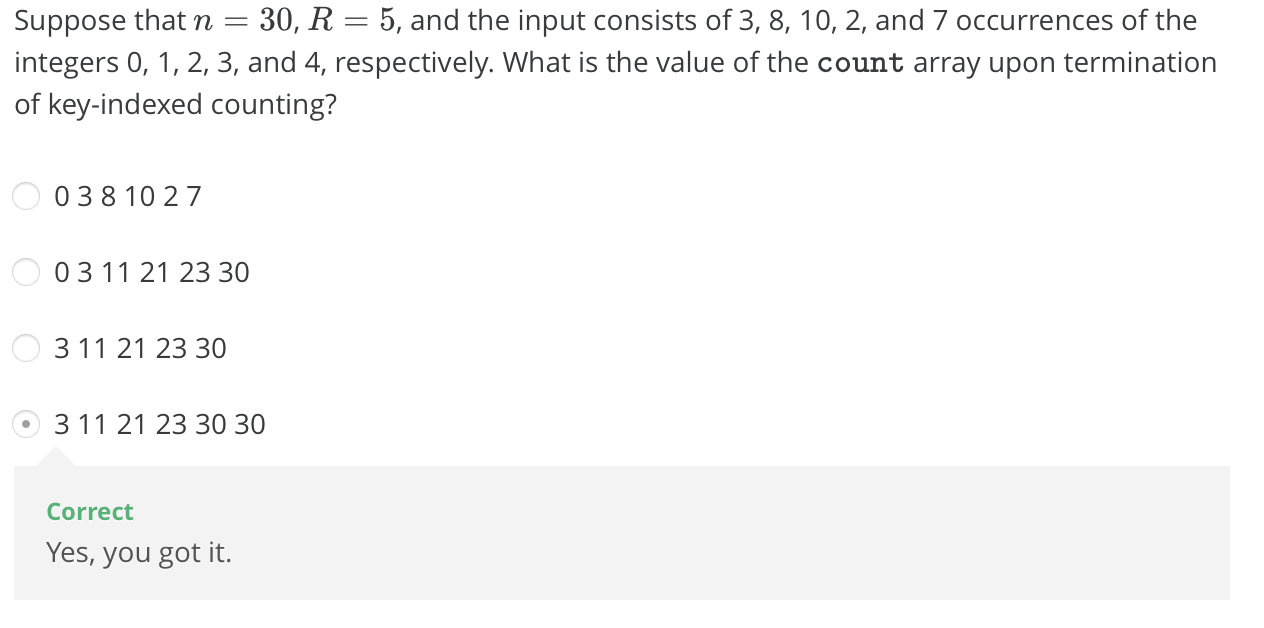 Suppose that n = 30, R = 5, and the input consists of 3, 8, 10, 2, and 7 occurrences of the
integers 0, 1, 2, 3, and 4, respectively. What is the value of the count array upon termination
of key-indexed counting?
0 3 8 10 2 7
0 3 11 21 23 30
3 11 21 23 30
3 11 21 23 30 30
Correct
Yes, you got it.